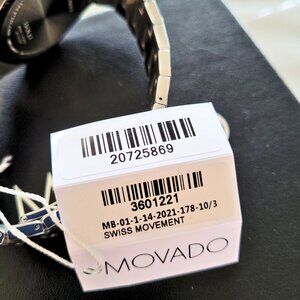 20725869
3601221
MB-01-1-14-2021-178-10/3
SWISS MOVEMENT
MOVADO